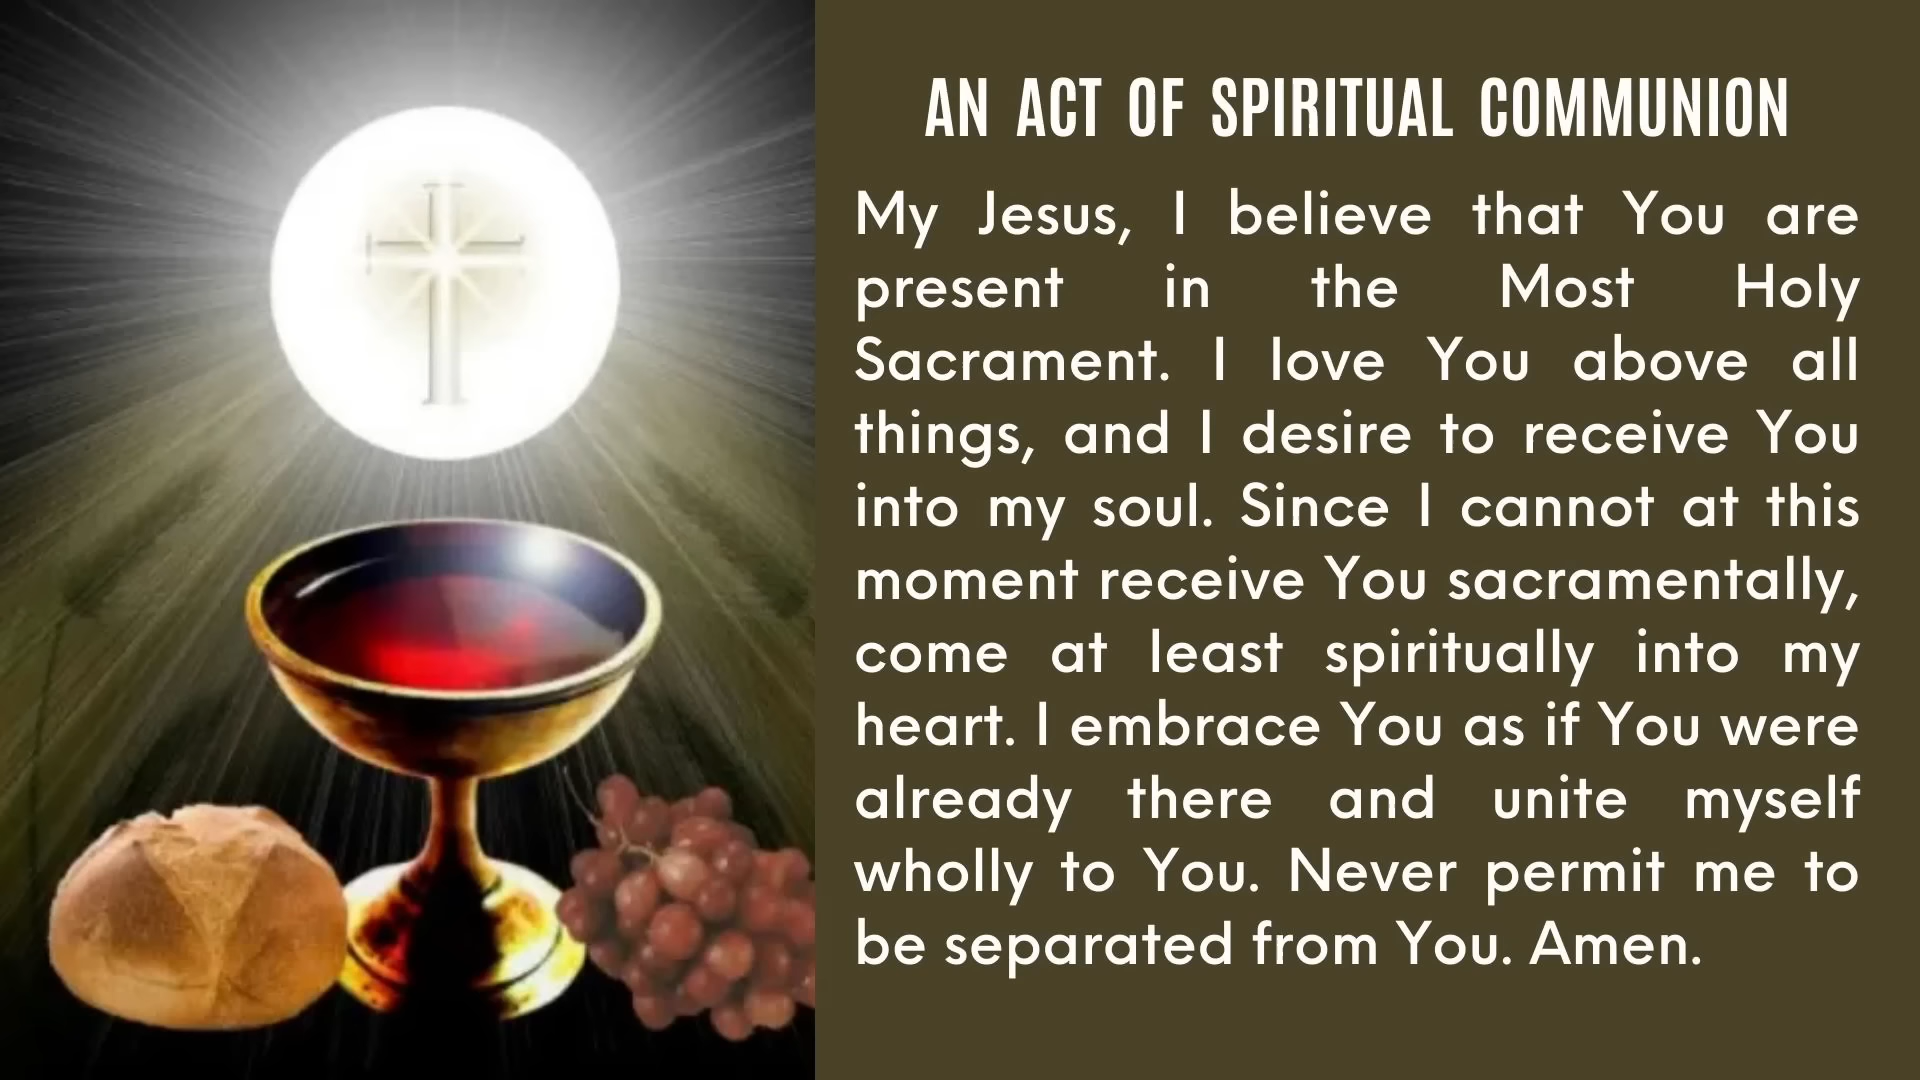 AN ACT OF SPIRITUAL COMMUNION
My Jesus, I believe that You are
present in the Most Holy
Sacrament. I love You above all
things, and I desire to receive You
into my soul. Since I cannot at this
moment receive You sacramentally,
come at least spiritually into my
heart. I embrace You as if You were
already there and unite myself
wholly to You. Never permit me to
be separated from You. Amen.